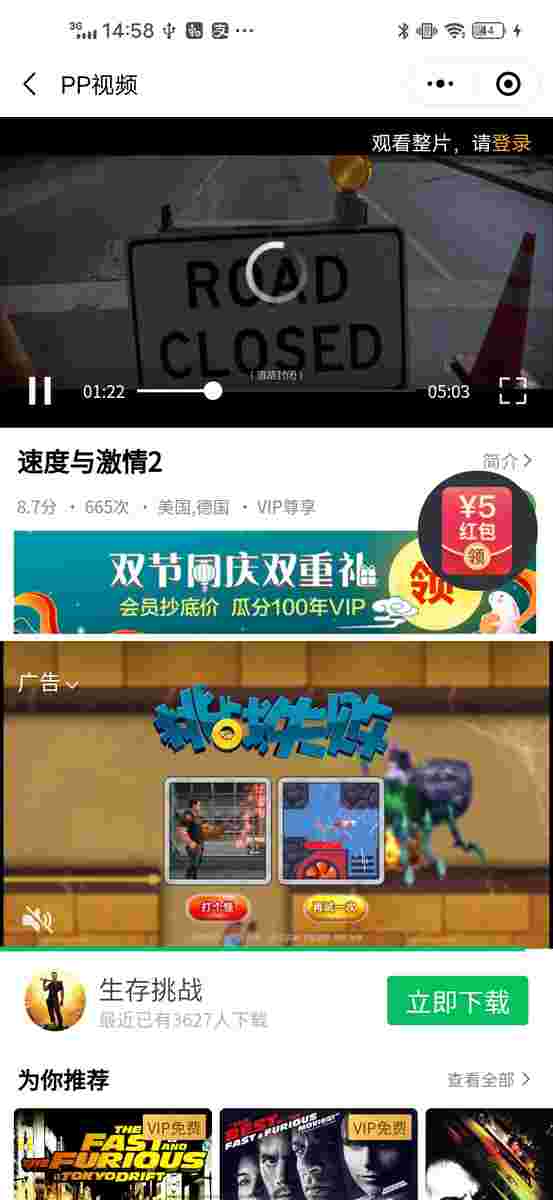 3G 14:58 44
PP视频
观看整片，请登录
ROAD
CLOSED
（道路封闭）
01:22
05:03
速度与激情2
简介
8.7分 · 665次 · 美国,德国 · VIP尊享
¥5
红包
领
双节同庆双重礼
会员抄底价 瓜分100年VIP
领
广告
挑战失败
打个怪
再试一次
生存挑战
最近已有3627人下载
立即下载
为你推荐
查看全部
VIP免费
THE
FAST AND
THE FURIOUS
TOKYO DRIFT
VIP免费
FAST & FURIOUS